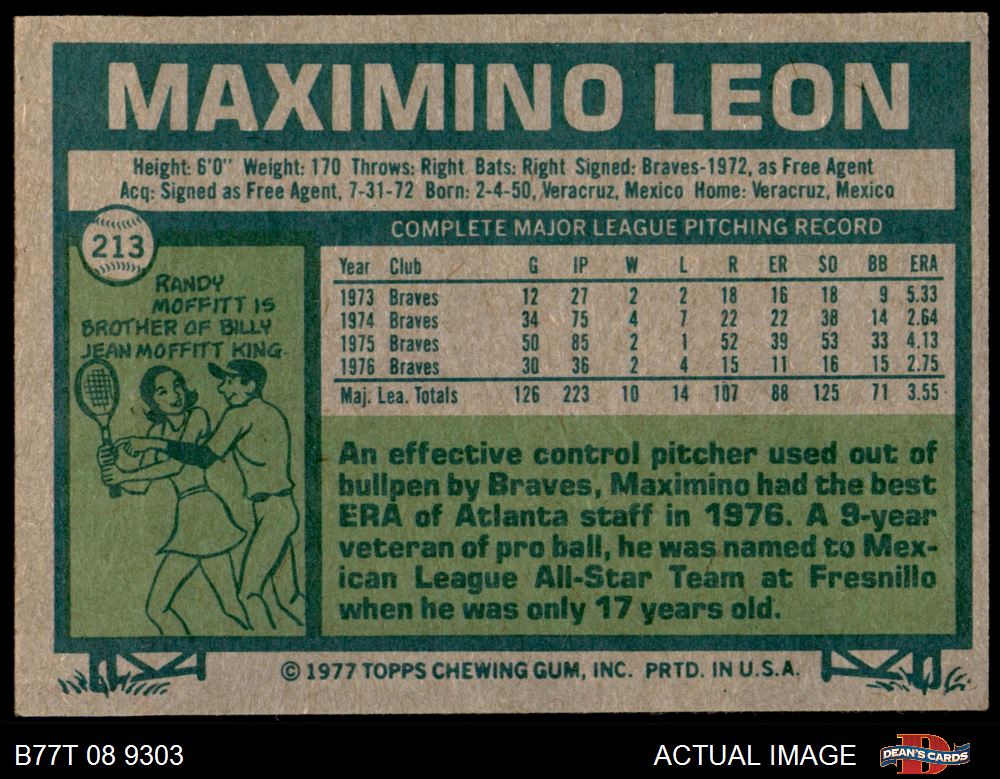 MAXIMINO LEON
Height: 6'0" Weight: 170 Throws: Right Bats: Right Signed: Braves-1972, as Free Agent
Acq: Signed as Free Agent, 7-31-72 Born: 2-4-50, Veracruz, Mexico Home: Veracruz, Mexico
213
RANDY
MOFFITT IS
BROTHER OF BILLY
JEAN MOFFITT KING.
COMPLETE MAJOR LEAGUE PITCHING RECORD
Year Club G IP W L R ER SO BB ERA
1973 Braves 12 27 2 2 18 16 18 9 5.33
1974 Braves 34 75 4 7 22 22 38 14 2.64
1975 Braves 50 85 2 1 52 39 53 33 4.13
1976 Braves 30 36 2 4 15 11 16 15 2.75
Maj. Lea. Totals 126 223 10 14 107 88 125 71 3.55
An effective control pitcher used out of
bullpen by Braves, Maximino had the best
ERA of Atlanta staff in 1976. A 9-year
veteran of pro ball, he was named to Mex-
ican League All-Star Team at Fresnillo
when he was only 17 years old.
© 1977 TOPPS CHEWING GUM, INC. PRTD. IN U.S.A.
B77T 08 9303
ACTUAL IMAGE
D
DEAN'S CARDS